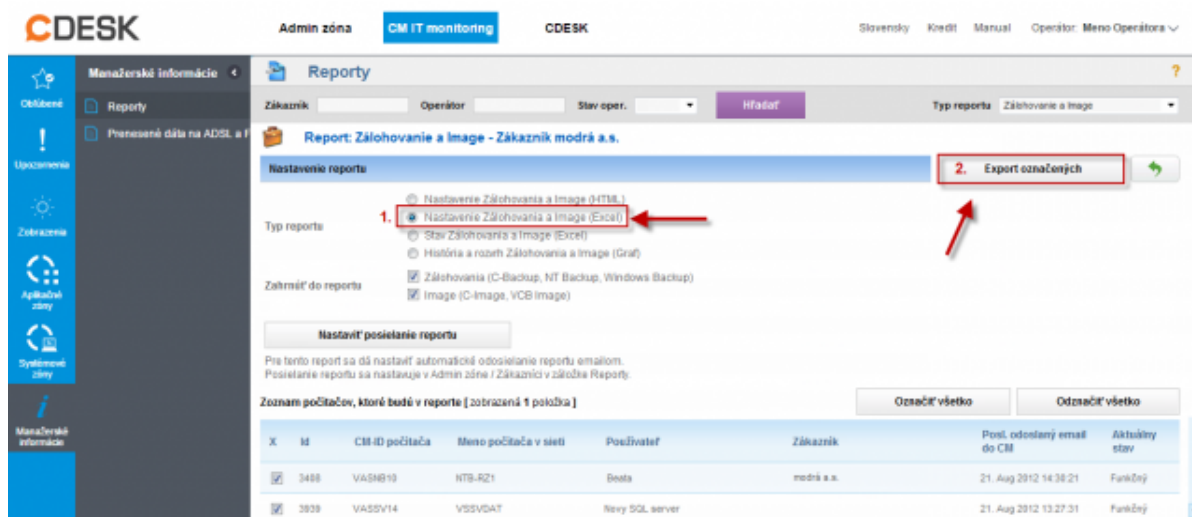 CDESK
Admin zóna CM IT monitoring CDESK Slovensky Kredit Manual Operátor: Meno Operátora
Obľúbené
Upozornenia
Zobrazenia
Aplikačné zóny
Systémové zóny
Manažerské informácie
Manažerské informácie
Reporty
Prenesené dáta na ADSL a F
Reporty ?
Zákazník Operátor Stav oper. Hľadať Typ reportu Zálohovanie a Image
Report: Zálohovanie a Image - Zákazník modrá a.s.
Nastavenie reportu 2. Export označených
Typ reportu
Nastavenie Zálohovania a Image (HTML)
1. Nastavenie Zálohovania a Image (Excel)
Stav Zálohovania a Image (Excel)
História a rozvrh Zálohovania a Image (Graf)
Zahrnúť do reportu
Zálohovania (C-Backup, NT Backup, Windows Backup)
Image (C-Image, VCB Image)
Nastaviť posielanie reportu
Pre tento report sa dá nastaviť automatické odosielanie reportu emailom.
Posielanie reportu sa nastavuje v Admin zóne / Zákazníci v záložke Reporty.
Zoznam počítačov, ktoré budú v reporte [ zobrazená 1 položka ] Označiť všetko Odznačiť všetko
X Id CM-ID počítača Meno počítača v sieti Používateľ Zákazník Posl. odoslaný email do CM Aktuálny stav
3488 VASNB10 NTB-RZ1 Beata modrá a.s. 21. Aug 2012 14:38:21 Funkčný
3939 VASSV14 VSSVDAT Novy SQL server 21. Aug 2012 13:27:31 Funkčný